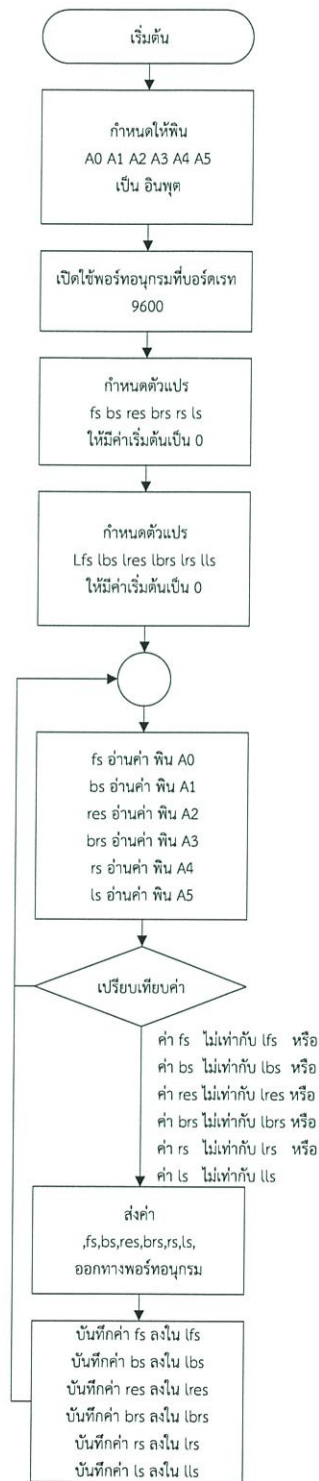 เริ่มต้น
กำหนดให้พิน
A0 A1 A2 A3 A4 A5
เป็น อินพุต
เปิดใช้พอร์ทอนุกรมที่บอร์ดเรท
9600
กำหนดตัวแปร
fs bs res brs rs ls
ให้มีค่าเริ่มต้นเป็น 0
กำหนดตัวแปร
Lfs lbs lres lbrs lrs lls
ให้มีค่าเริ่มต้นเป็น 0
fs อ่านค่า พิน A0
bs อ่านค่า พิน A1
res อ่านค่า พิน A2
brs อ่านค่า พิน A3
rs อ่านค่า พิน A4
ls อ่านค่า พิน A5
เปรียบเทียบค่า
ค่า fs ไม่เท่ากับ lfs หรือ
ค่า bs ไม่เท่ากับ lbs หรือ
ค่า res ไม่เท่ากับ lres หรือ
ค่า brs ไม่เท่ากับ lbrs หรือ
ค่า rs ไม่เท่ากับ lrs หรือ
ค่า ls ไม่เท่ากับ lls
ส่งค่า
,fs,bs,res,brs,rs,ls,
ออกทางพอร์ทอนุกรม
บันทึกค่า fs ลงใน lfs
บันทึกค่า bs ลงใน lbs
บันทึกค่า res ลงใน lres
บันทึกค่า brs ลงใน lbrs
บันทึกค่า rs ลงใน lrs
บันทึกค่า ls ลงใน lls